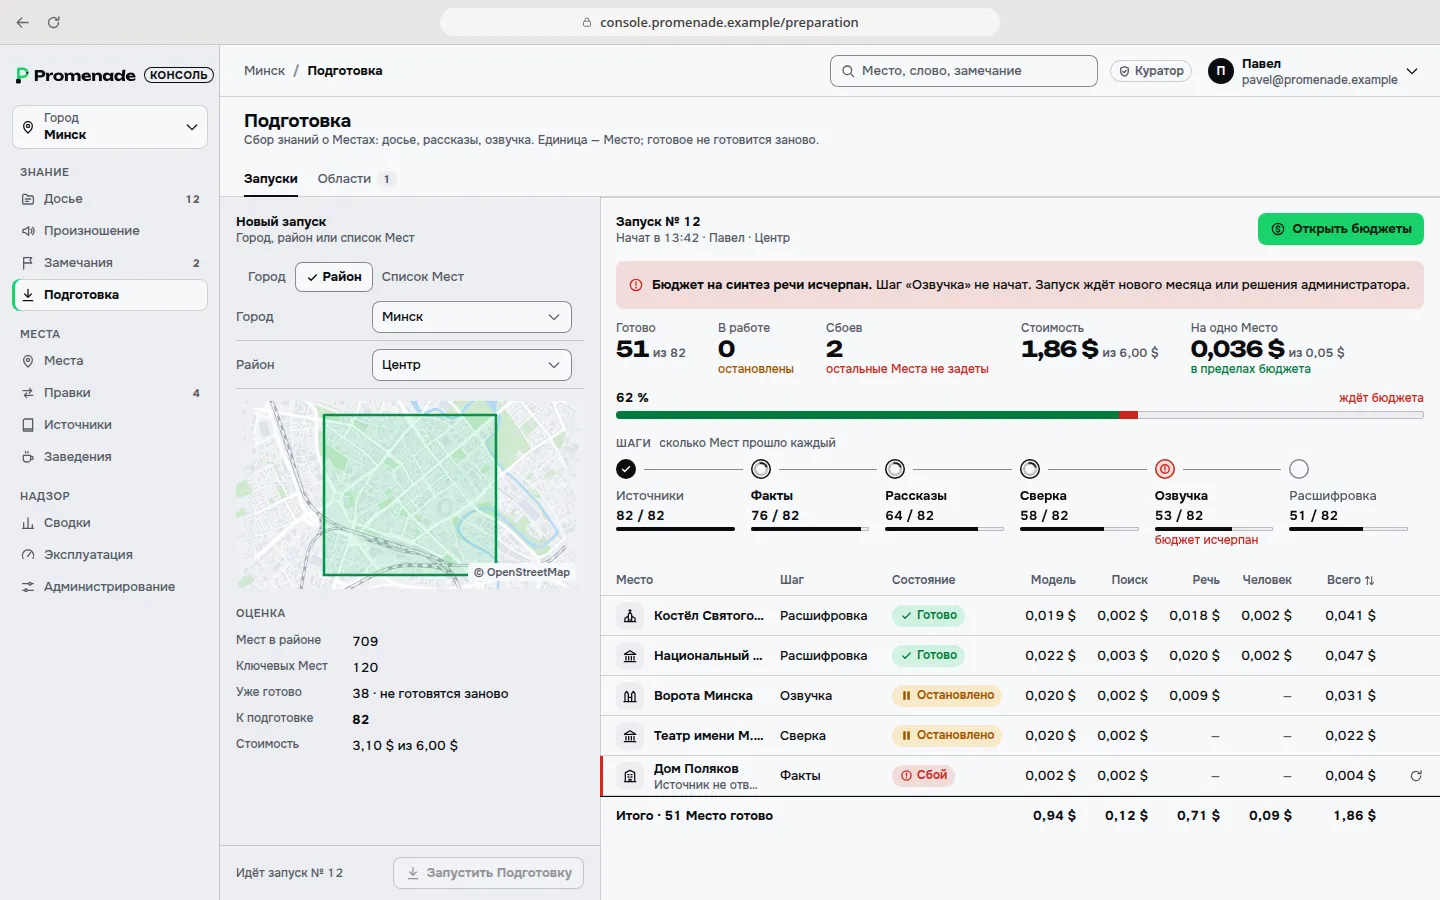 console.promenade.example/preparation
Promenade КОНСОЛЬ
Город
Минск
ЗНАНИЕ
Досье 12
Произношение
Замечания 2
Подготовка
МЕСТА
Места
Правки 4
Источники
Заведения
НАДЗОР
Сводки
Эксплуатация
Администрирование
Минск / Подготовка
Место, слово, замечание
Куратор
П
Павел
pavel@promenade.example
Подготовка
Сбор знаний о Местах: досье, рассказы, озвучка. Единица — Место; готовое не готовится заново.
Запуски
Области 1
Новый запуск
Город, район или список Мест
Город Район Список Мест
Город Минск
Район Центр
© OpenStreetMap
ОЦЕНКА
Мест в районе 709
Ключевых Мест 120
Уже готово 38 · не готовятся заново
К подготовке 82
Стоимость 3,10 $ из 6,00 $
Идёт запуск № 12
Запустить Подготовку
Запуск № 12
Начат в 13:42 · Павел · Центр
Открыть бюджеты
Бюджет на синтез речи исчерпан. Шаг «Озвучка» не начат. Запуск ждёт нового месяца или решения администратора.
Готово
51 из 82
В работе
0
остановлены
Сбоев
2
остальные Места не задеты
Стоимость
1,86 $ из 6,00 $
На одно Место
0,036 $ из 0,05 $
в пределах бюджета
62 % ждёт бюджета
ШАГИ сколько Мест прошло каждый
Источники
82 / 82
Факты
76 / 82
Рассказы
64 / 82
Сверка
58 / 82
Озвучка
53 / 82
бюджет исчерпан
Расшифровка
51 / 82
Место Шаг Состояние Модель Поиск Речь Человек Всего
Костёл Святого... Расшифровка Готово 0,019 $ 0,002 $ 0,018 $ 0,002 $ 0,041 $
Национальный ... Расшифровка Готово 0,022 $ 0,003 $ 0,020 $ 0,002 $ 0,047 $
Ворота Минска Озвучка Остановлено 0,020 $ 0,002 $ 0,009 $ – 0,031 $
Театр имени М.... Сверка Остановлено 0,020 $ 0,002 $ – – 0,022 $
Дом Поляков Факты Сбой 0,002 $ 0,002 $ – – 0,004 $
Источник не отв...
Итого · 51 Место готово 0,94 $ 0,12 $ 0,71 $ 0,09 $ 1,86 $